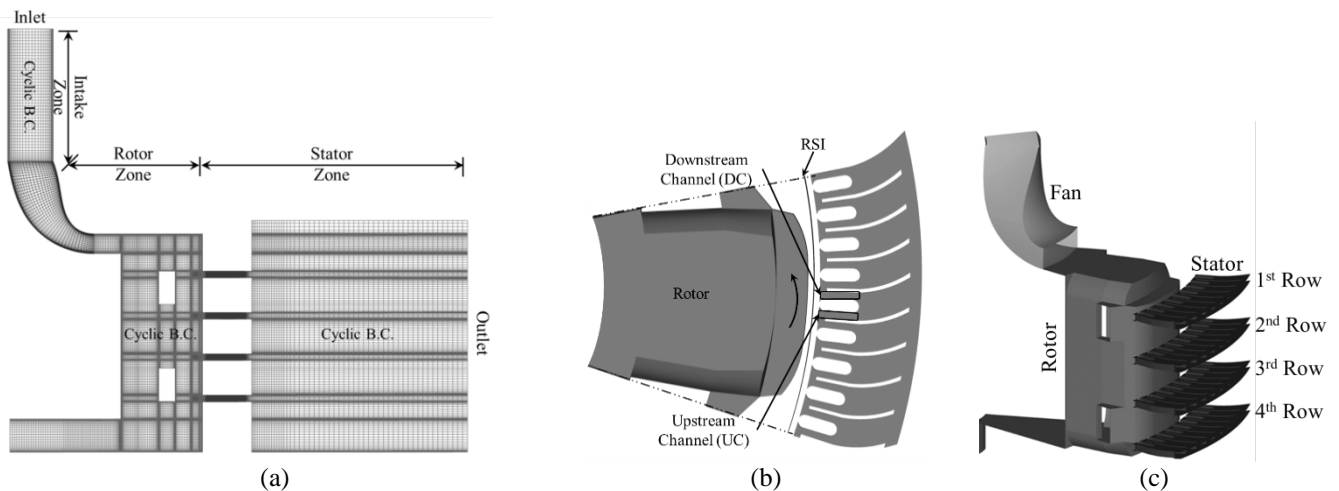 Inlet
Cyclic B.C.
Intake
Zone
Rotor
Zone
Stator
Zone
Cyclic B.C.
Cyclic B.C.
Outlet
(a)
Downstream
Channel (DC)
RSI
Rotor
Upstream
Channel (UC)
(b)
Fan
Stator
1st Row
2nd Row
3rd Row
4th Row
Rotor
(c)